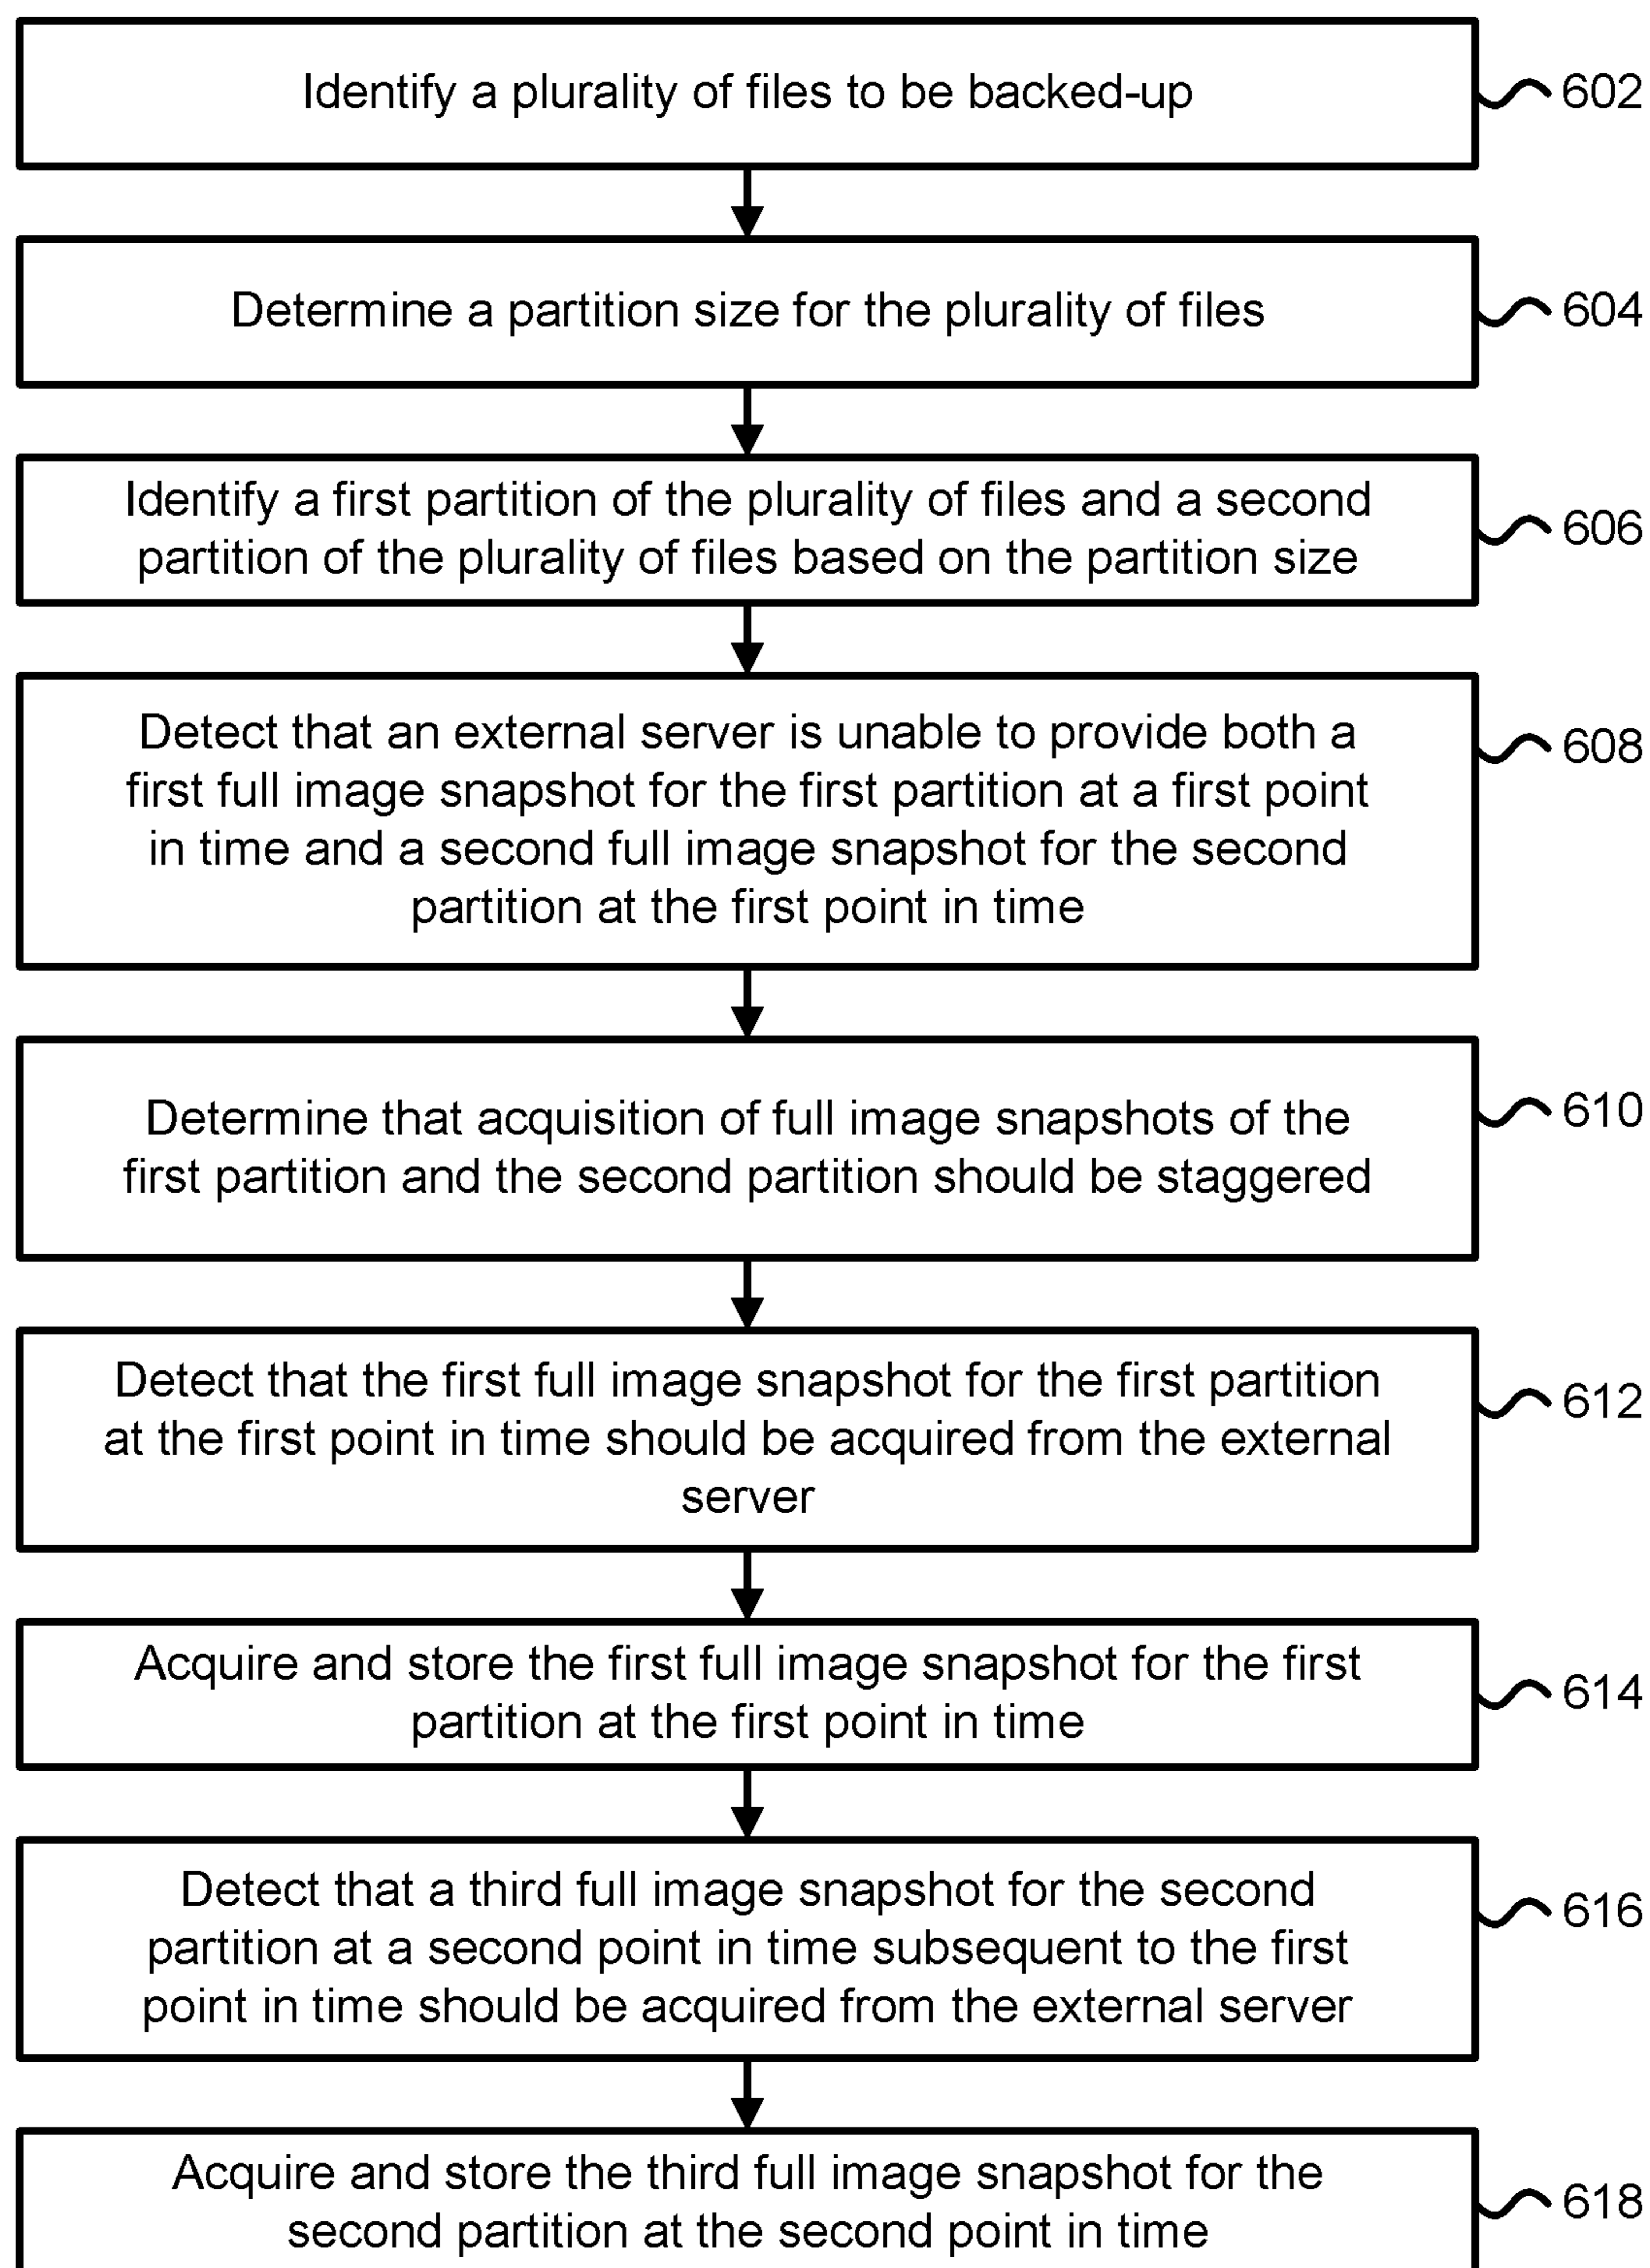 Identify a plurality of files to be backed-up
602
Determine a partition size for the plurality of files
604
Identify a first partition of the plurality of files and a second
partition of the plurality of files based on the partition size
606
Detect that an external server is unable to provide both a
first full image snapshot for the first partition at a first point
in time and a second full image snapshot for the second
partition at the first point in time
608
Determine that acquisition of full image snapshots of the
first partition and the second partition should be staggered
610
Detect that the first full image snapshot for the first partition
at the first point in time should be acquired from the external
server
612
Acquire and store the first full image snapshot for the first
partition at the first point in time
614
Detect that a third full image snapshot for the second
partition at a second point in time subsequent to the first
point in time should be acquired from the external server
616
Acquire and store the third full image snapshot for the
second partition at the second point in time
618